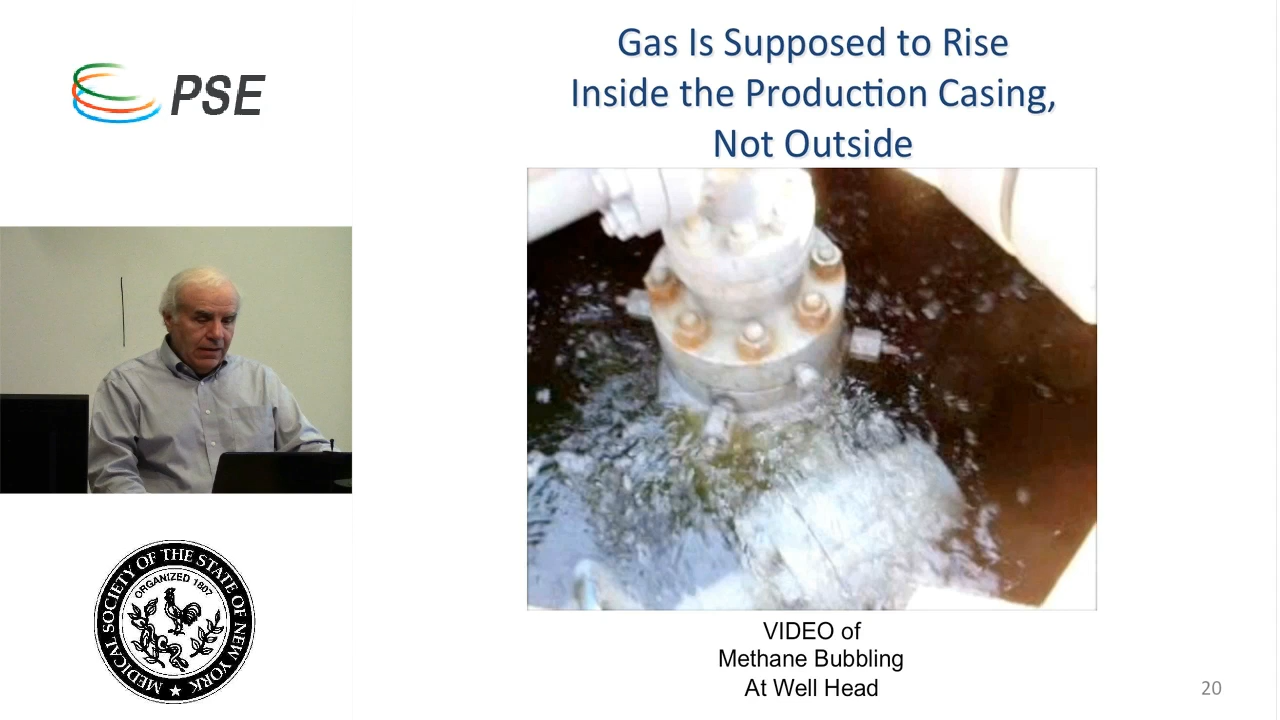 PSE
Gas Is Supposed to Rise
Inside the Production Casing,
Not Outside
MEDICAL SOCIETY OF THE STATE OF NEW YORK
ORGANIZED 1807
VIDEO of
Methane Bubbling
At Well Head
20